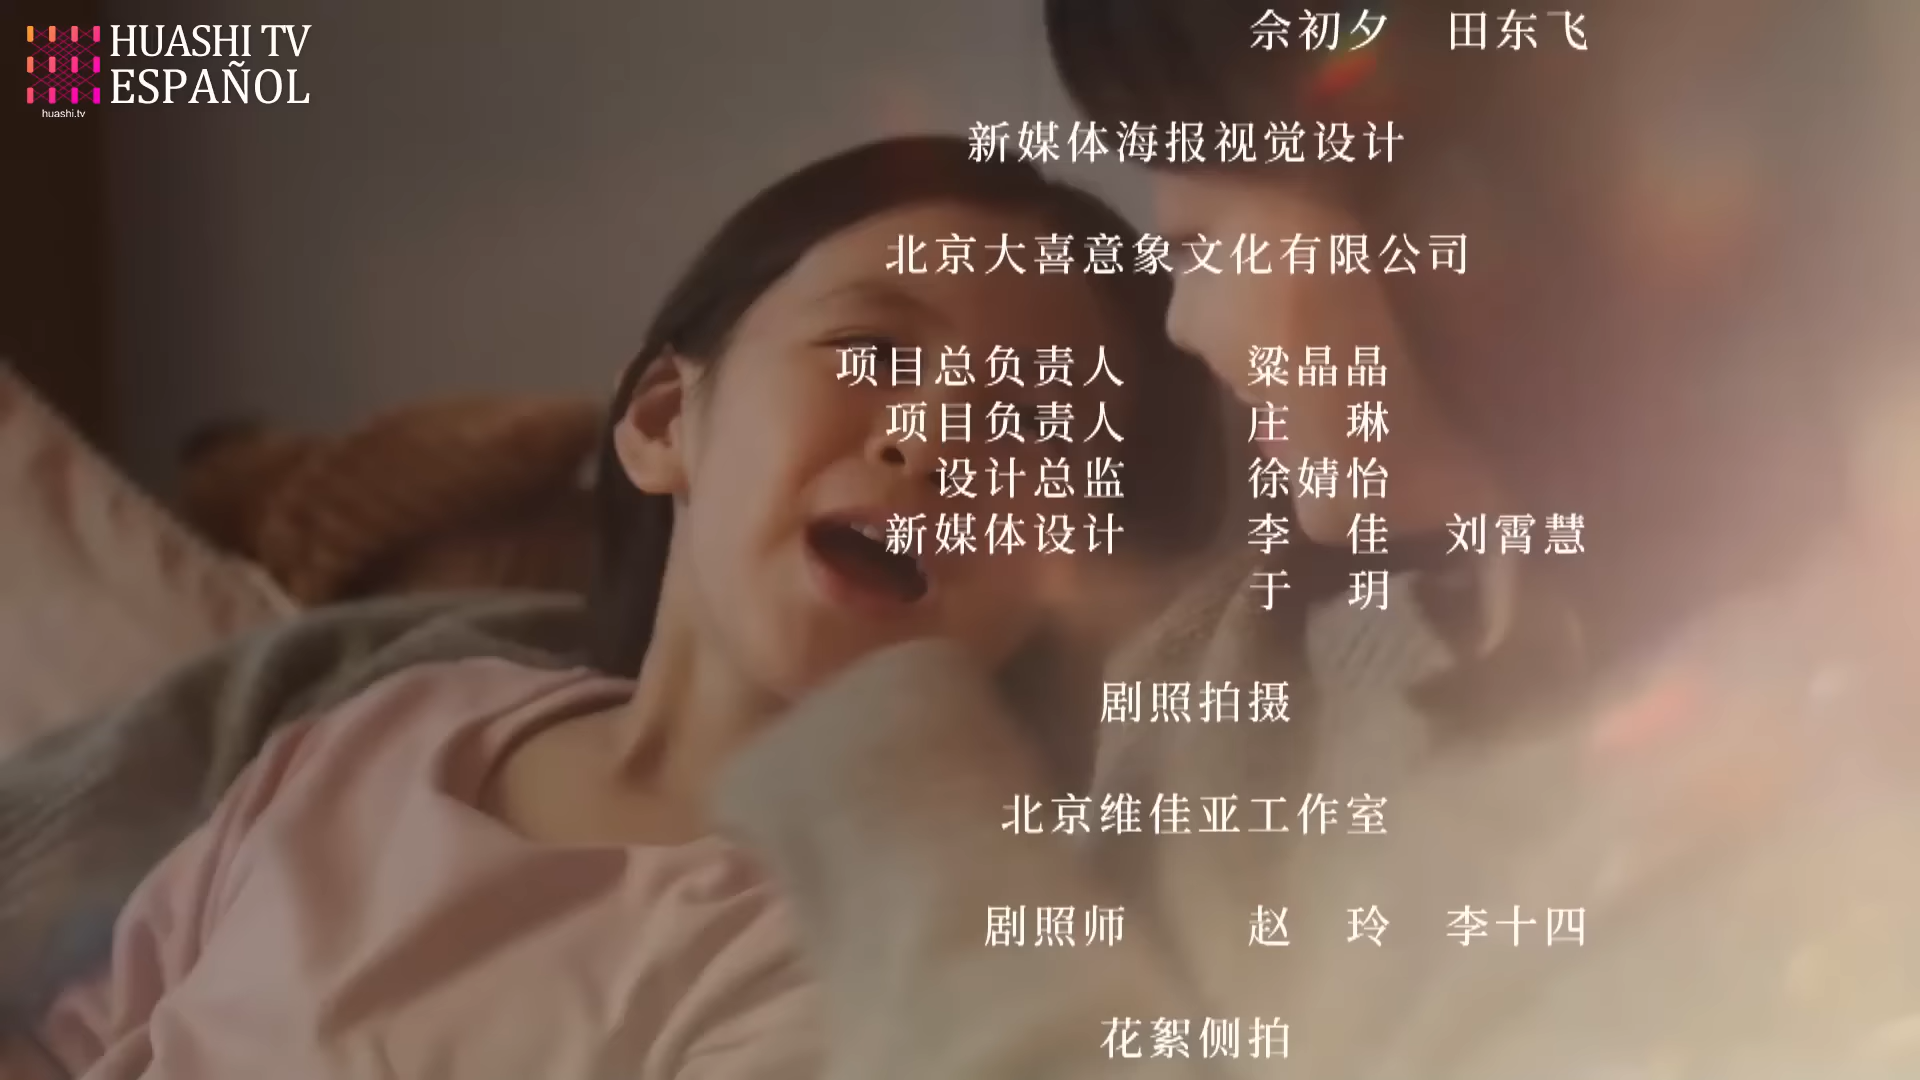 HUASHI TV
ESPAÑOL
huashi.tv
佘初夕 田东飞
新媒体海报视觉设计
北京大喜意象文化有限公司
项目总负责人 粱晶晶
项目负责人 庄 琳
设计总监 徐婧怡
新媒体设计 李 佳 刘霄慧
于 玥
剧照拍摄
北京维佳亚工作室
剧照师 赵 玲 李十四
花絮侧拍